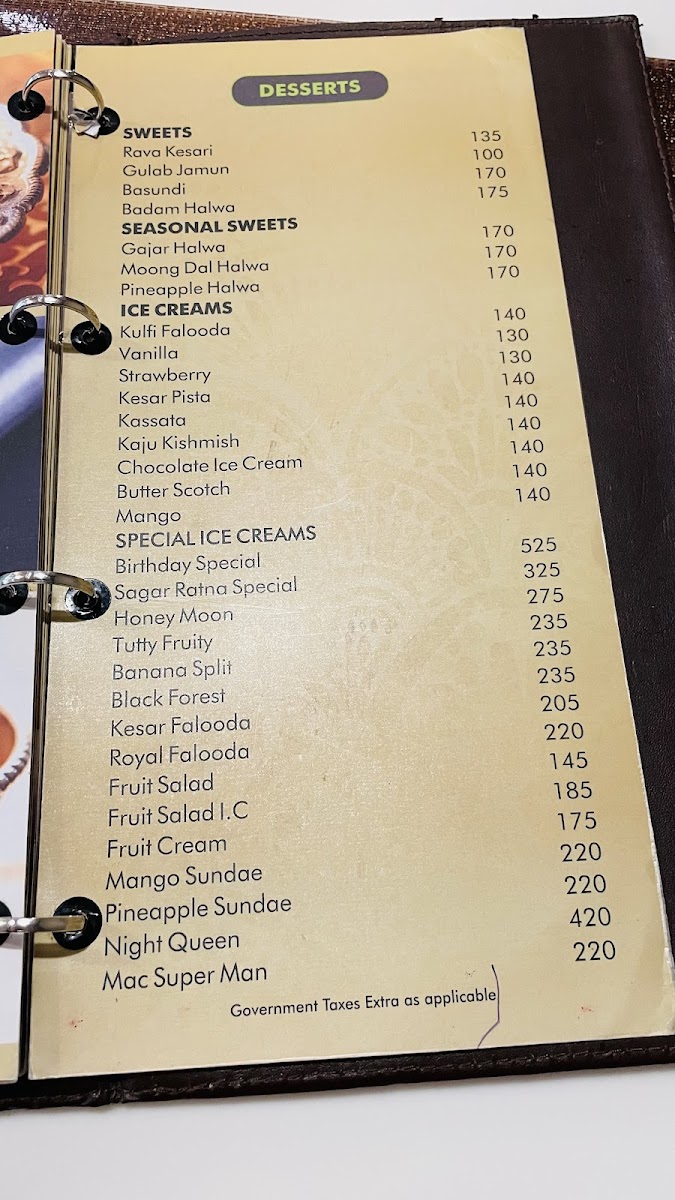 DESSERTS
SWEETS
Rava Kesari 135
Gulab Jamun 100
Basundi 170
Badam Halwa 175
SEASONAL SWEETS
Gajar Halwa 170
Moong Dal Halwa 170
Pineapple Halwa 170
ICE CREAMS
Kulfi Falooda 140
Vanilla 130
Strawberry 130
Kesar Pista 140
Kassata 140
Kaju Kishmish 140
Chocolate Ice Cream 140
Butter Scotch 140
Mango 140
SPECIAL ICE CREAMS
Birthday Special 525
Sagar Ratna Special 325
Honey Moon 275
Tutty Fruity 235
Banana Split 235
Black Forest 235
Kesar Falooda 205
Royal Falooda 220
Fruit Salad 145
Fruit Salad I.C 185
Fruit Cream 175
Mango Sundae 220
Pineapple Sundae 220
Night Queen 420
Mac Super Man 220
Government Taxes Extra as applicable